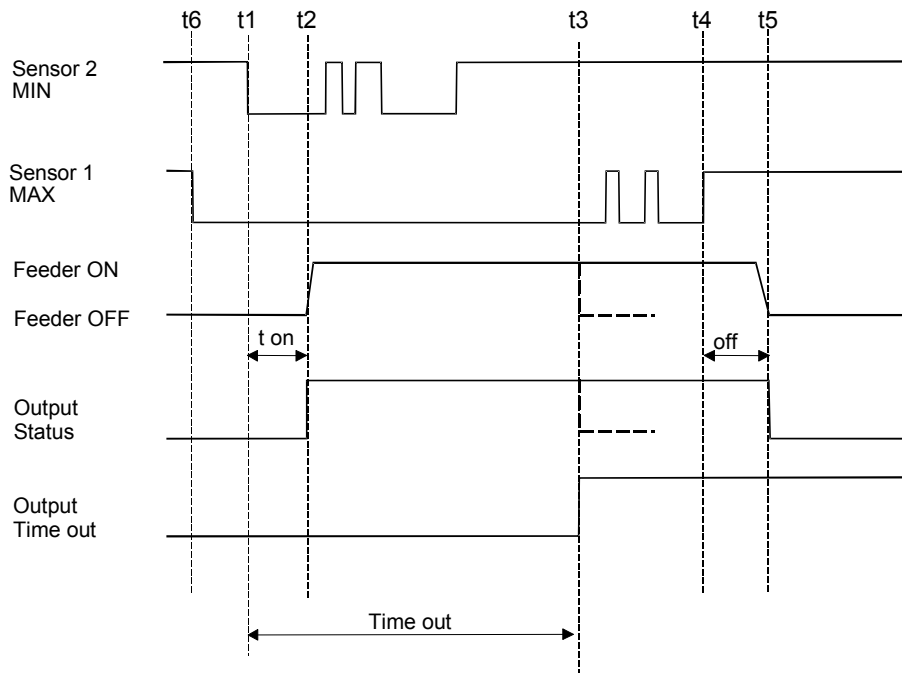 t6 t1 t2 t3 t4 t5
Sensor 2
MIN
Sensor 1
MAX
Feeder ON
Feeder OFF
t on
off
Output
Status
Output
Time out
Time out